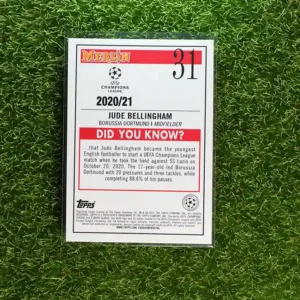 Merlin
31
UEFA
CHAMPIONS
LEAGUE
2020/21
JUDE BELLINGHAM
BORUSSIA DORTMUND | MIDFIELDER
DID YOU KNOW?
...that Jude Bellingham became the youngest
English footballer to start a UEFA Champions League
match when he took the field against SS Lazio on
October 20, 2020. The 17-year-old led Borussia
Dortmund with 20 pressures and three tackles, while
completing 88.6% of his passes.
Topps